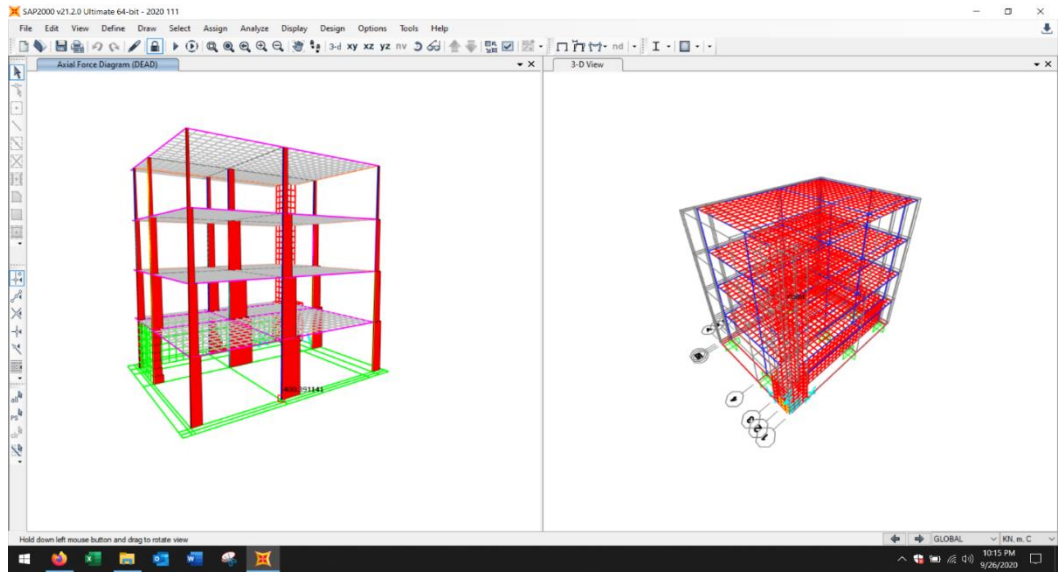 SAP2000 v21.2.0 Ultimate 64-bit - 2020 111
File Edit View Define Draw Select Assign Analyze Display Design Options Tools Help
3-d xy xz yz nv nd
Axial Force Diagram (DEAD)
3-D View
all
PS
Hold down left mouse button and drag to rotate view
GLOBAL
KN, m, C
10:15 PM
9/26/2020